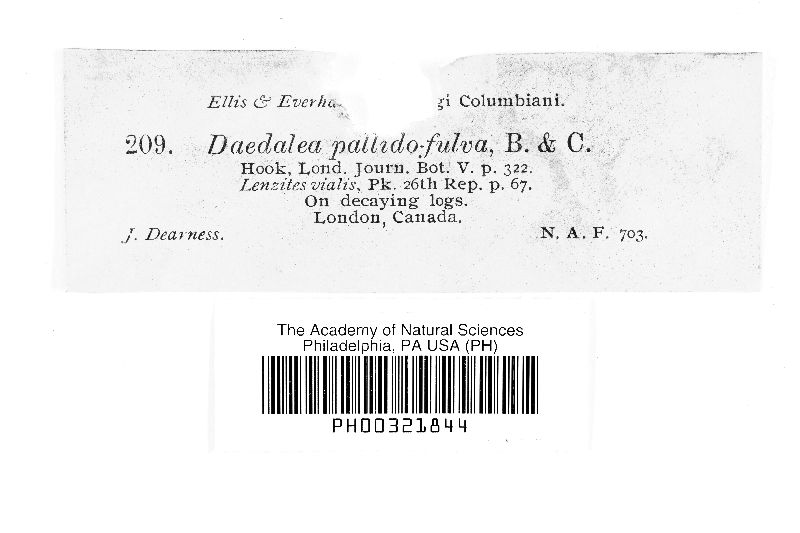 Ellis & Everha gi Columbiani.
209. Daedalea pallido-fulva, B. & C.
Hook, Lond. Journ. Bot. V. p. 322.
Lenzites vialis, Pk. 26th Rep. p. 67.
On decaying logs.
London, Canada.
J. Dearness. N. A. F. 703.
The Academy of Natural Sciences
Philadelphia, PA USA (PH)
PH00321844